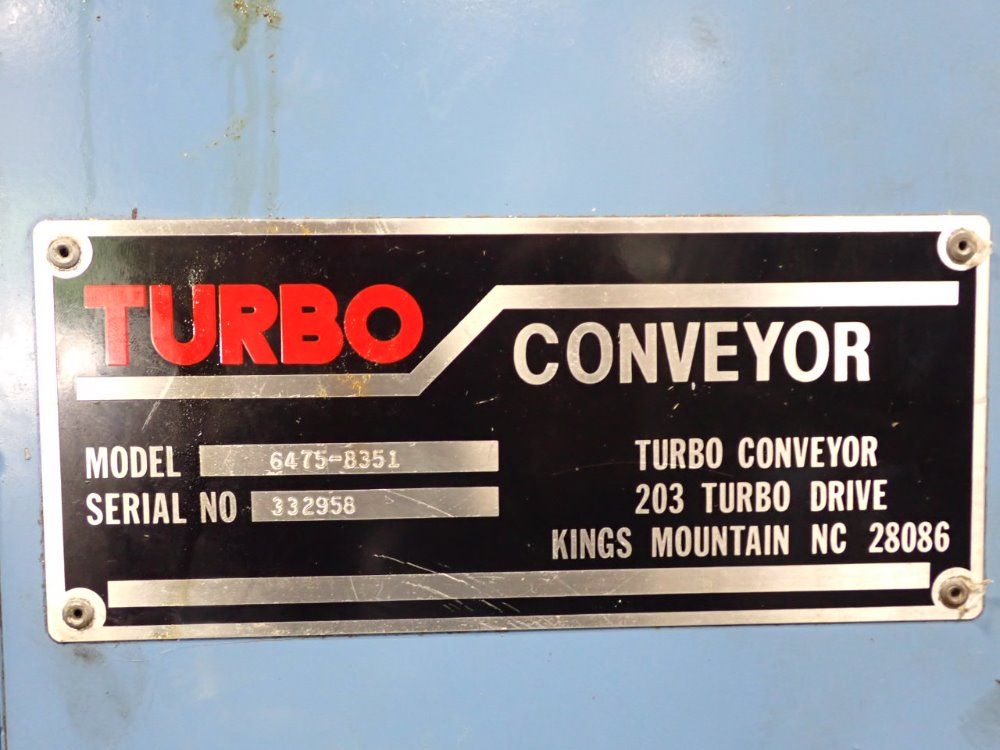 TURBO
CONVEYOR
MODEL 6475-8351
SERIAL NO 332958
TURBO CONVEYOR
203 TURBO DRIVE
KINGS MOUNTAIN NC 28086